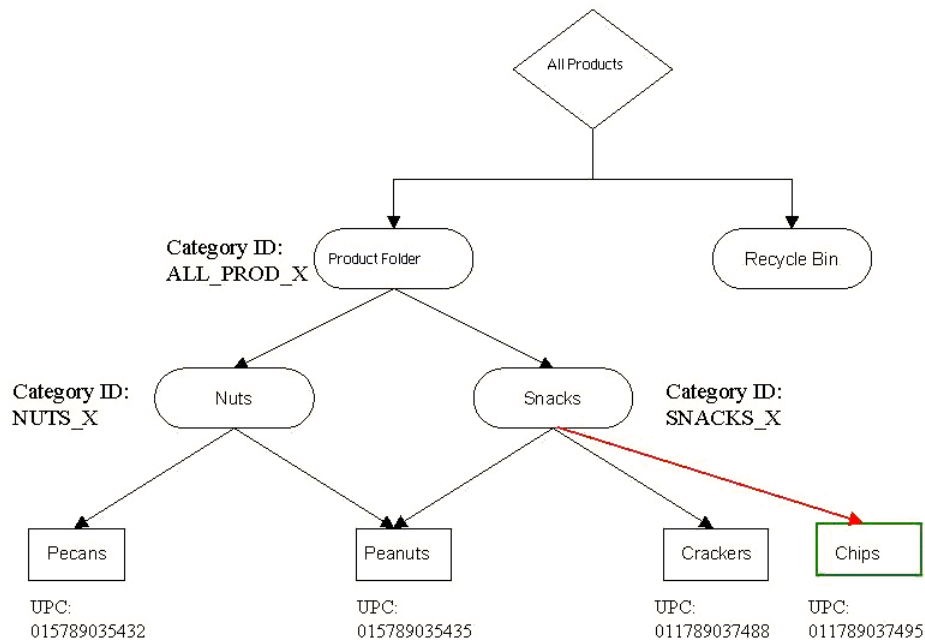 All Products
Category ID:
ALL_PROD_X
Product Folder
Recycle Bin
Category ID:
NUTS_X
Nuts
Snacks
Category ID:
SNACKS_X
Pecans
Peanuts
Crackers
Chips
UPC:
015789035432
UPC:
015789035435
UPC:
011789037488
UPC:
011789037495